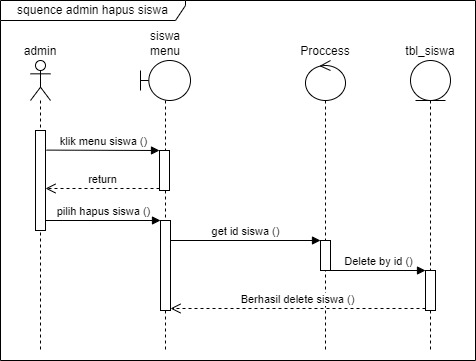 squence admin hapus siswa
admin
siswa
menu
Proccess
tbl_siswa
klik menu siswa ()
return
pilih hapus siswa ()
get id siswa ()
Delete by id ()
Berhasil delete siswa ()